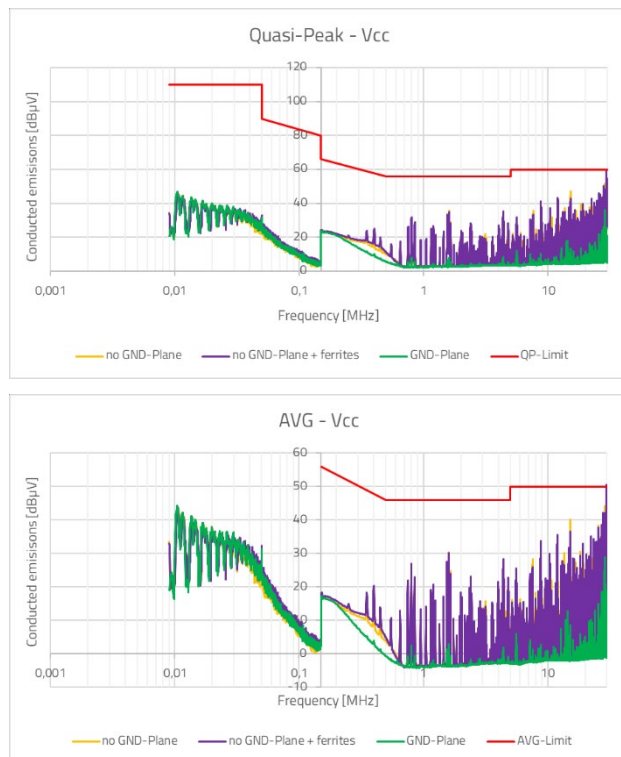 Quasi-Peak - Vcc
Conducted emisisons [dBµV]
120
100
80
60
40
20
0
0,001
0,01
0,1
1
10
Frequency [MHz]
no GND-Plane
no GND-Plane + ferrites
GND-Plane
QP-Limit
AVG - Vcc
Conducted emisisons [dBµV]
60
50
40
30
20
10
0
-10
0,001
0,01
0,1
1
10
Frequency [MHz]
no GND-Plane
no GND-Plane + ferrites
GND-Plane
AVG-Limit